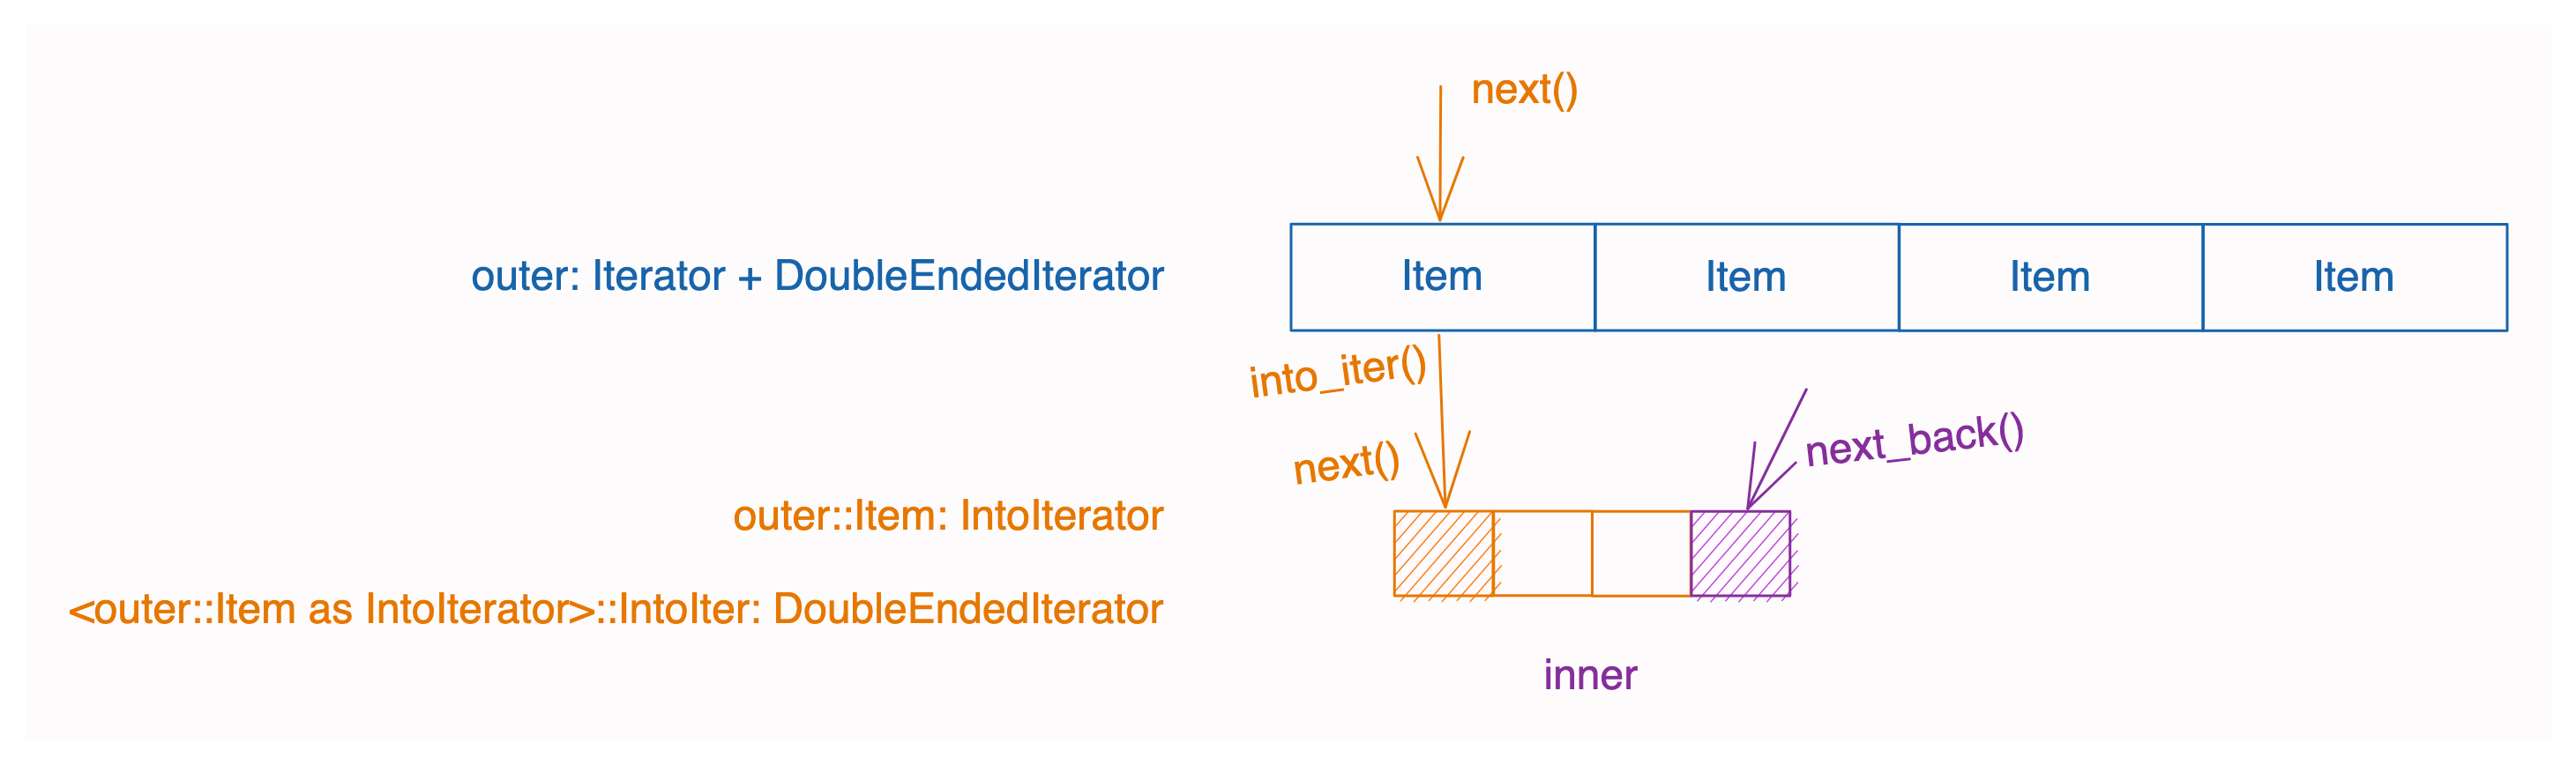 next()
outer: Iterator + DoubleEndedIterator
Item
Item
Item
Item
into_iter()
next()
next_back()
outer::Item: IntoIterator
<outer::Item as IntoIterator>::IntoIter: DoubleEndedIterator
inner